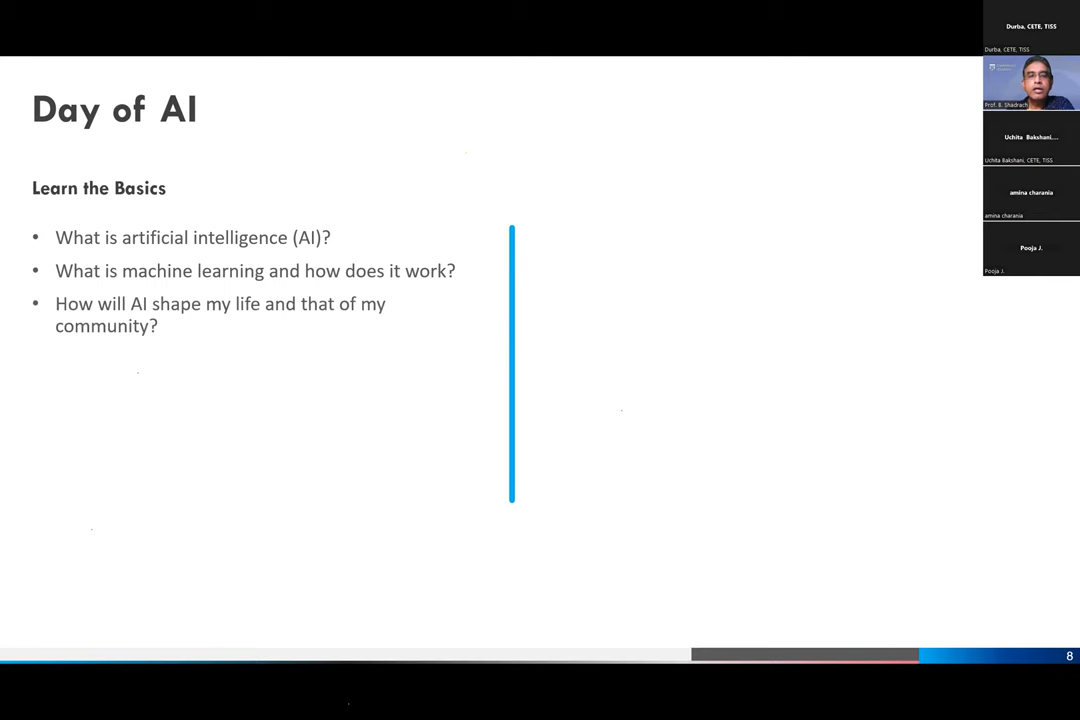 Day of AI
Learn the Basics
• What is artificial intelligence (AI)?
• What is machine learning and how does it work?
• How will AI shape my life and that of my
community?
8
Durba, CETE, TISS
Durba, CETE, TISS
Prof. B. Shadrach
Uchita Bakshani,...
Uchita Bakshani, CETE, TISS
amina charania
amina charania
Pooja J.
Pooja J.